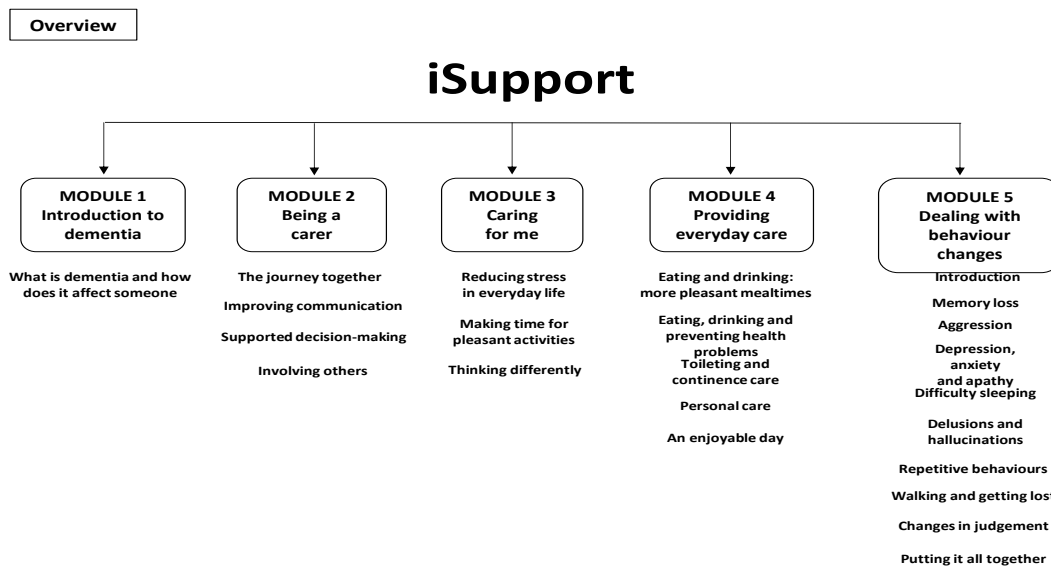 Overview
iSupport
MODULE 1
Introduction to
dementia
What is dementia and how
does it affect someone
MODULE 2
Being a
carer
The journey together
Improving communication
Supported decision-making
Involving others
MODULE 3
Caring
for me
Reducing stress
in everyday life
Making time for
pleasant activities
Thinking differently
MODULE 4
Providing
everyday care
Eating and drinking:
more pleasant mealtimes
Eating, drinking and
preventing health
problems
Toileting and
continence care
Personal care
An enjoyable day
MODULE 5
Dealing with
behaviour
changes
Introduction
Memory loss
Aggression
Depression,
anxiety
and apathy
Difficulty sleeping
Delusions and
hallucinations
Repetitive behaviours
Walking and getting lost
Changes in judgement
Putting it all together